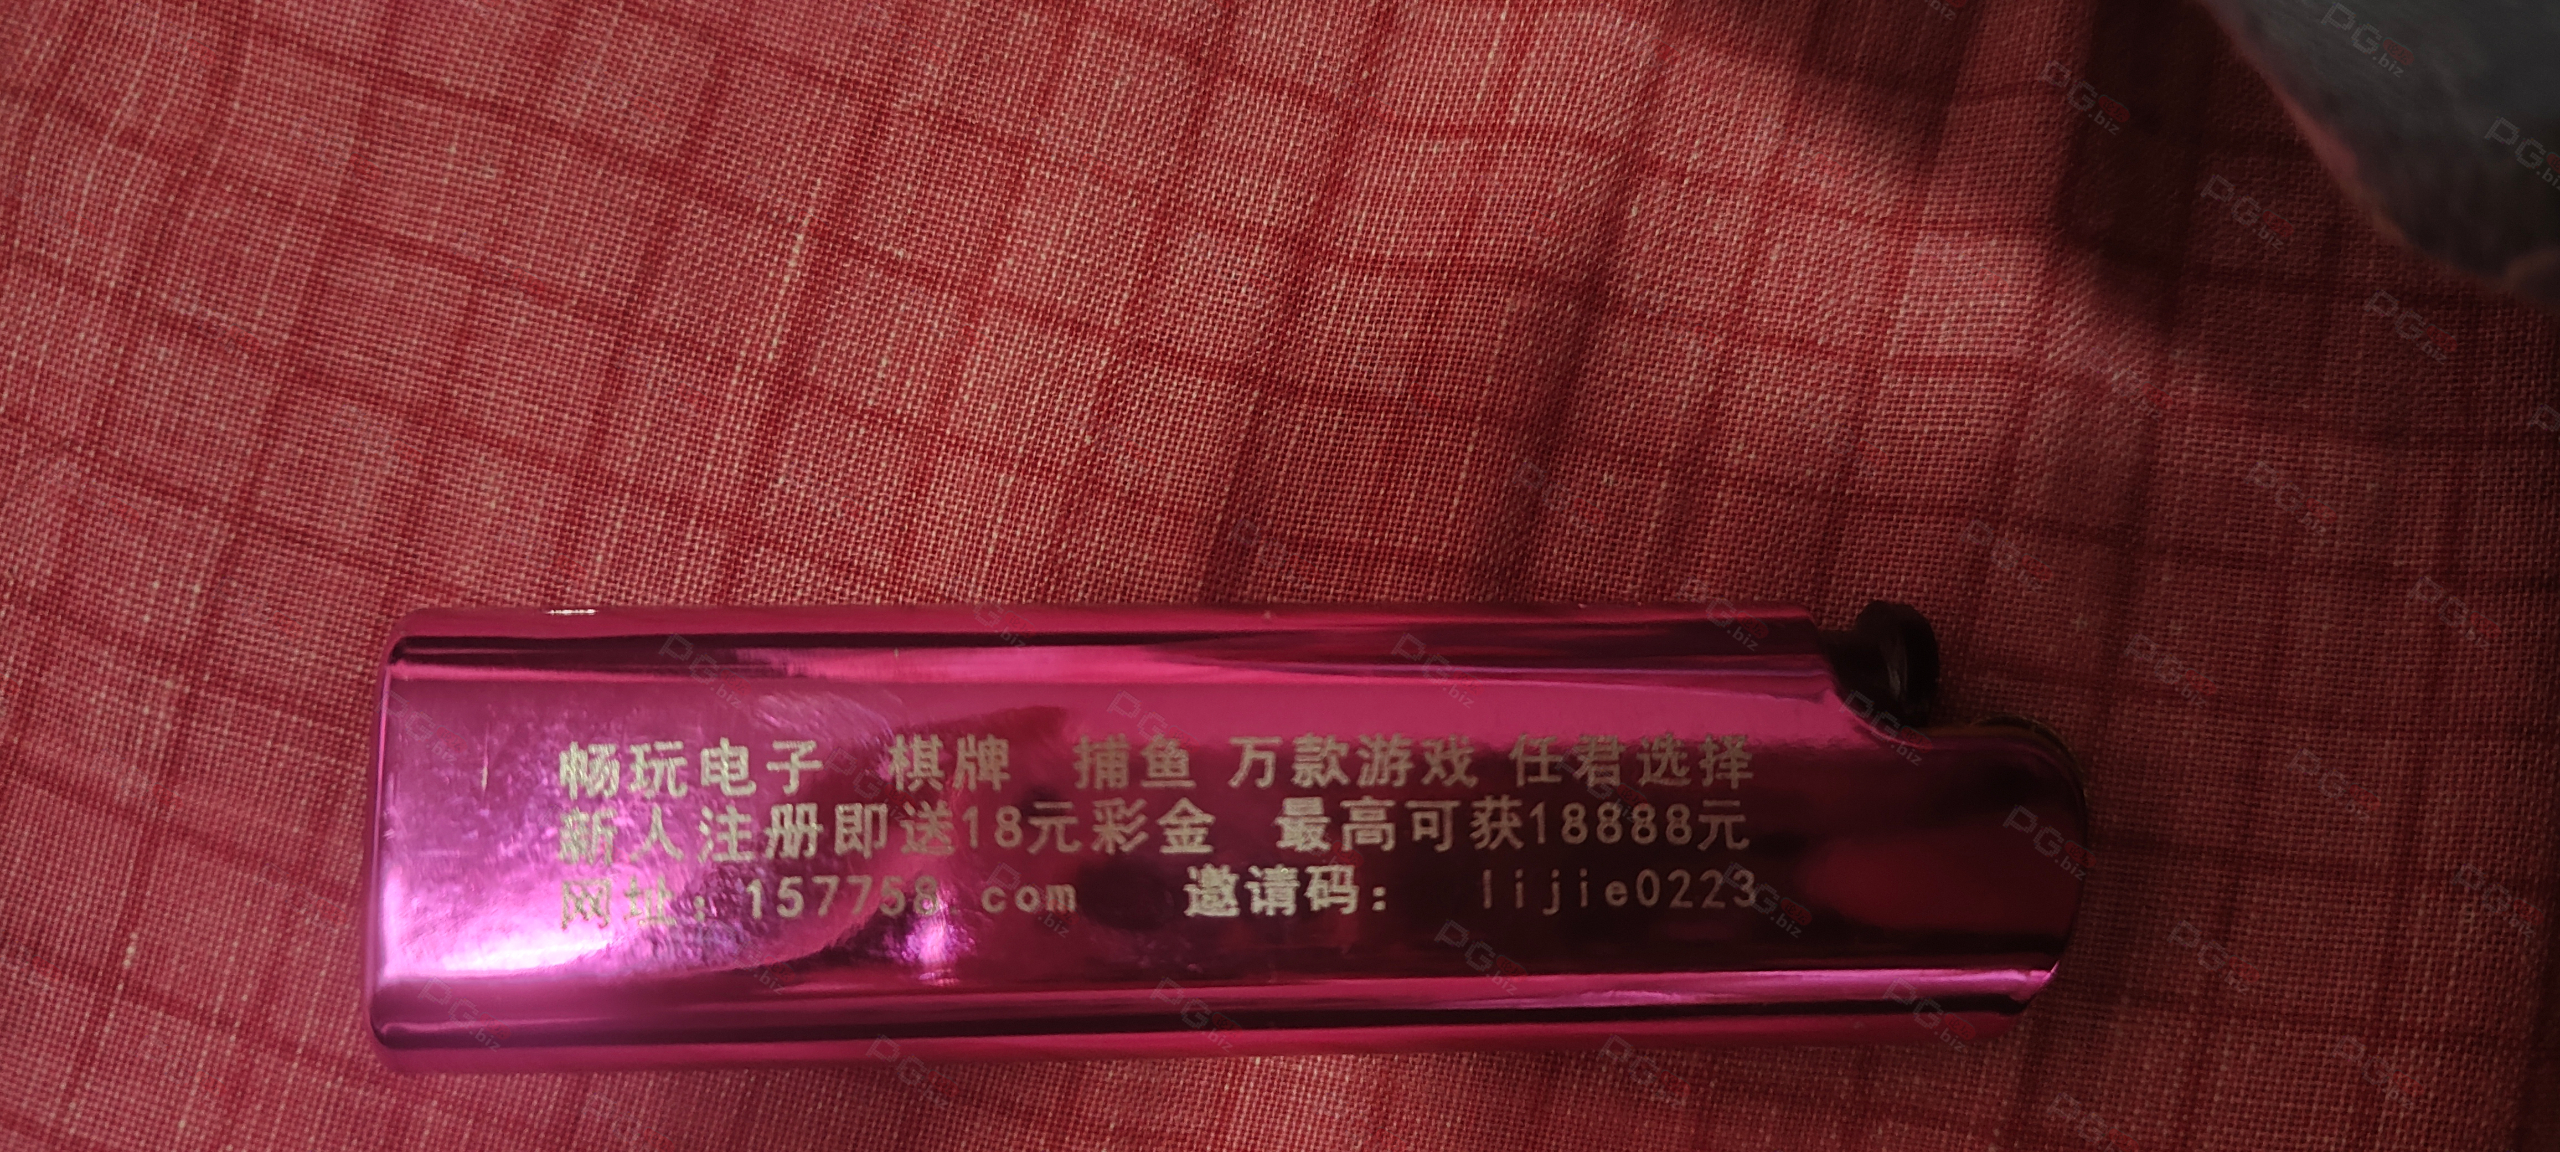 畅玩电子 棋牌 捕鱼 万款游戏 任君选择
新人注册即送18元彩金 最高可获18888元
网址：157758.com 邀请码： lijie0223
PG.biz